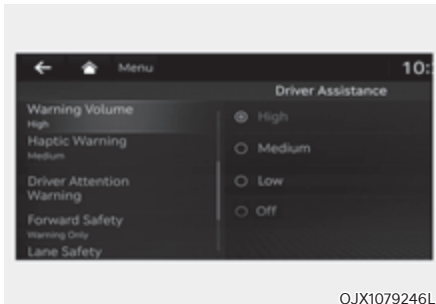 Menu
10:
Driver Assistance
Warning Volume
High
Haptic Warning
Medium
Driver Attention
Warning
Forward Safety
Warning Only
Lane Safety
High
Medium
Low
Off
OJX1079246L